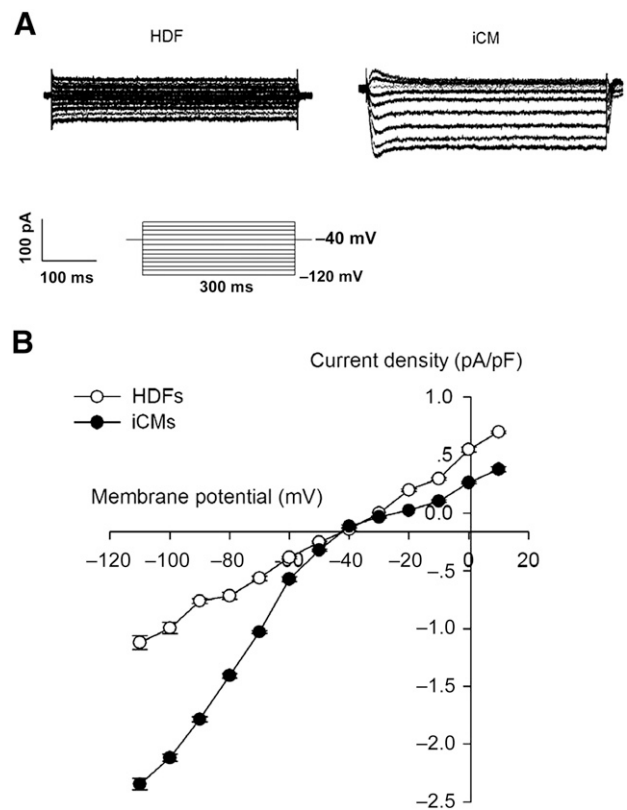 A
HDF
iCM
100 pA
100 ms
300 ms
–40 mV
–120 mV
B
Current density (pA/pF)
HDFs
iCMs
Membrane potential (mV)
1.0
.5
0.0
–.5
–1.0
–1.5
–2.0
–2.5
–120 –100 –80 –60 –40 –20 0 20